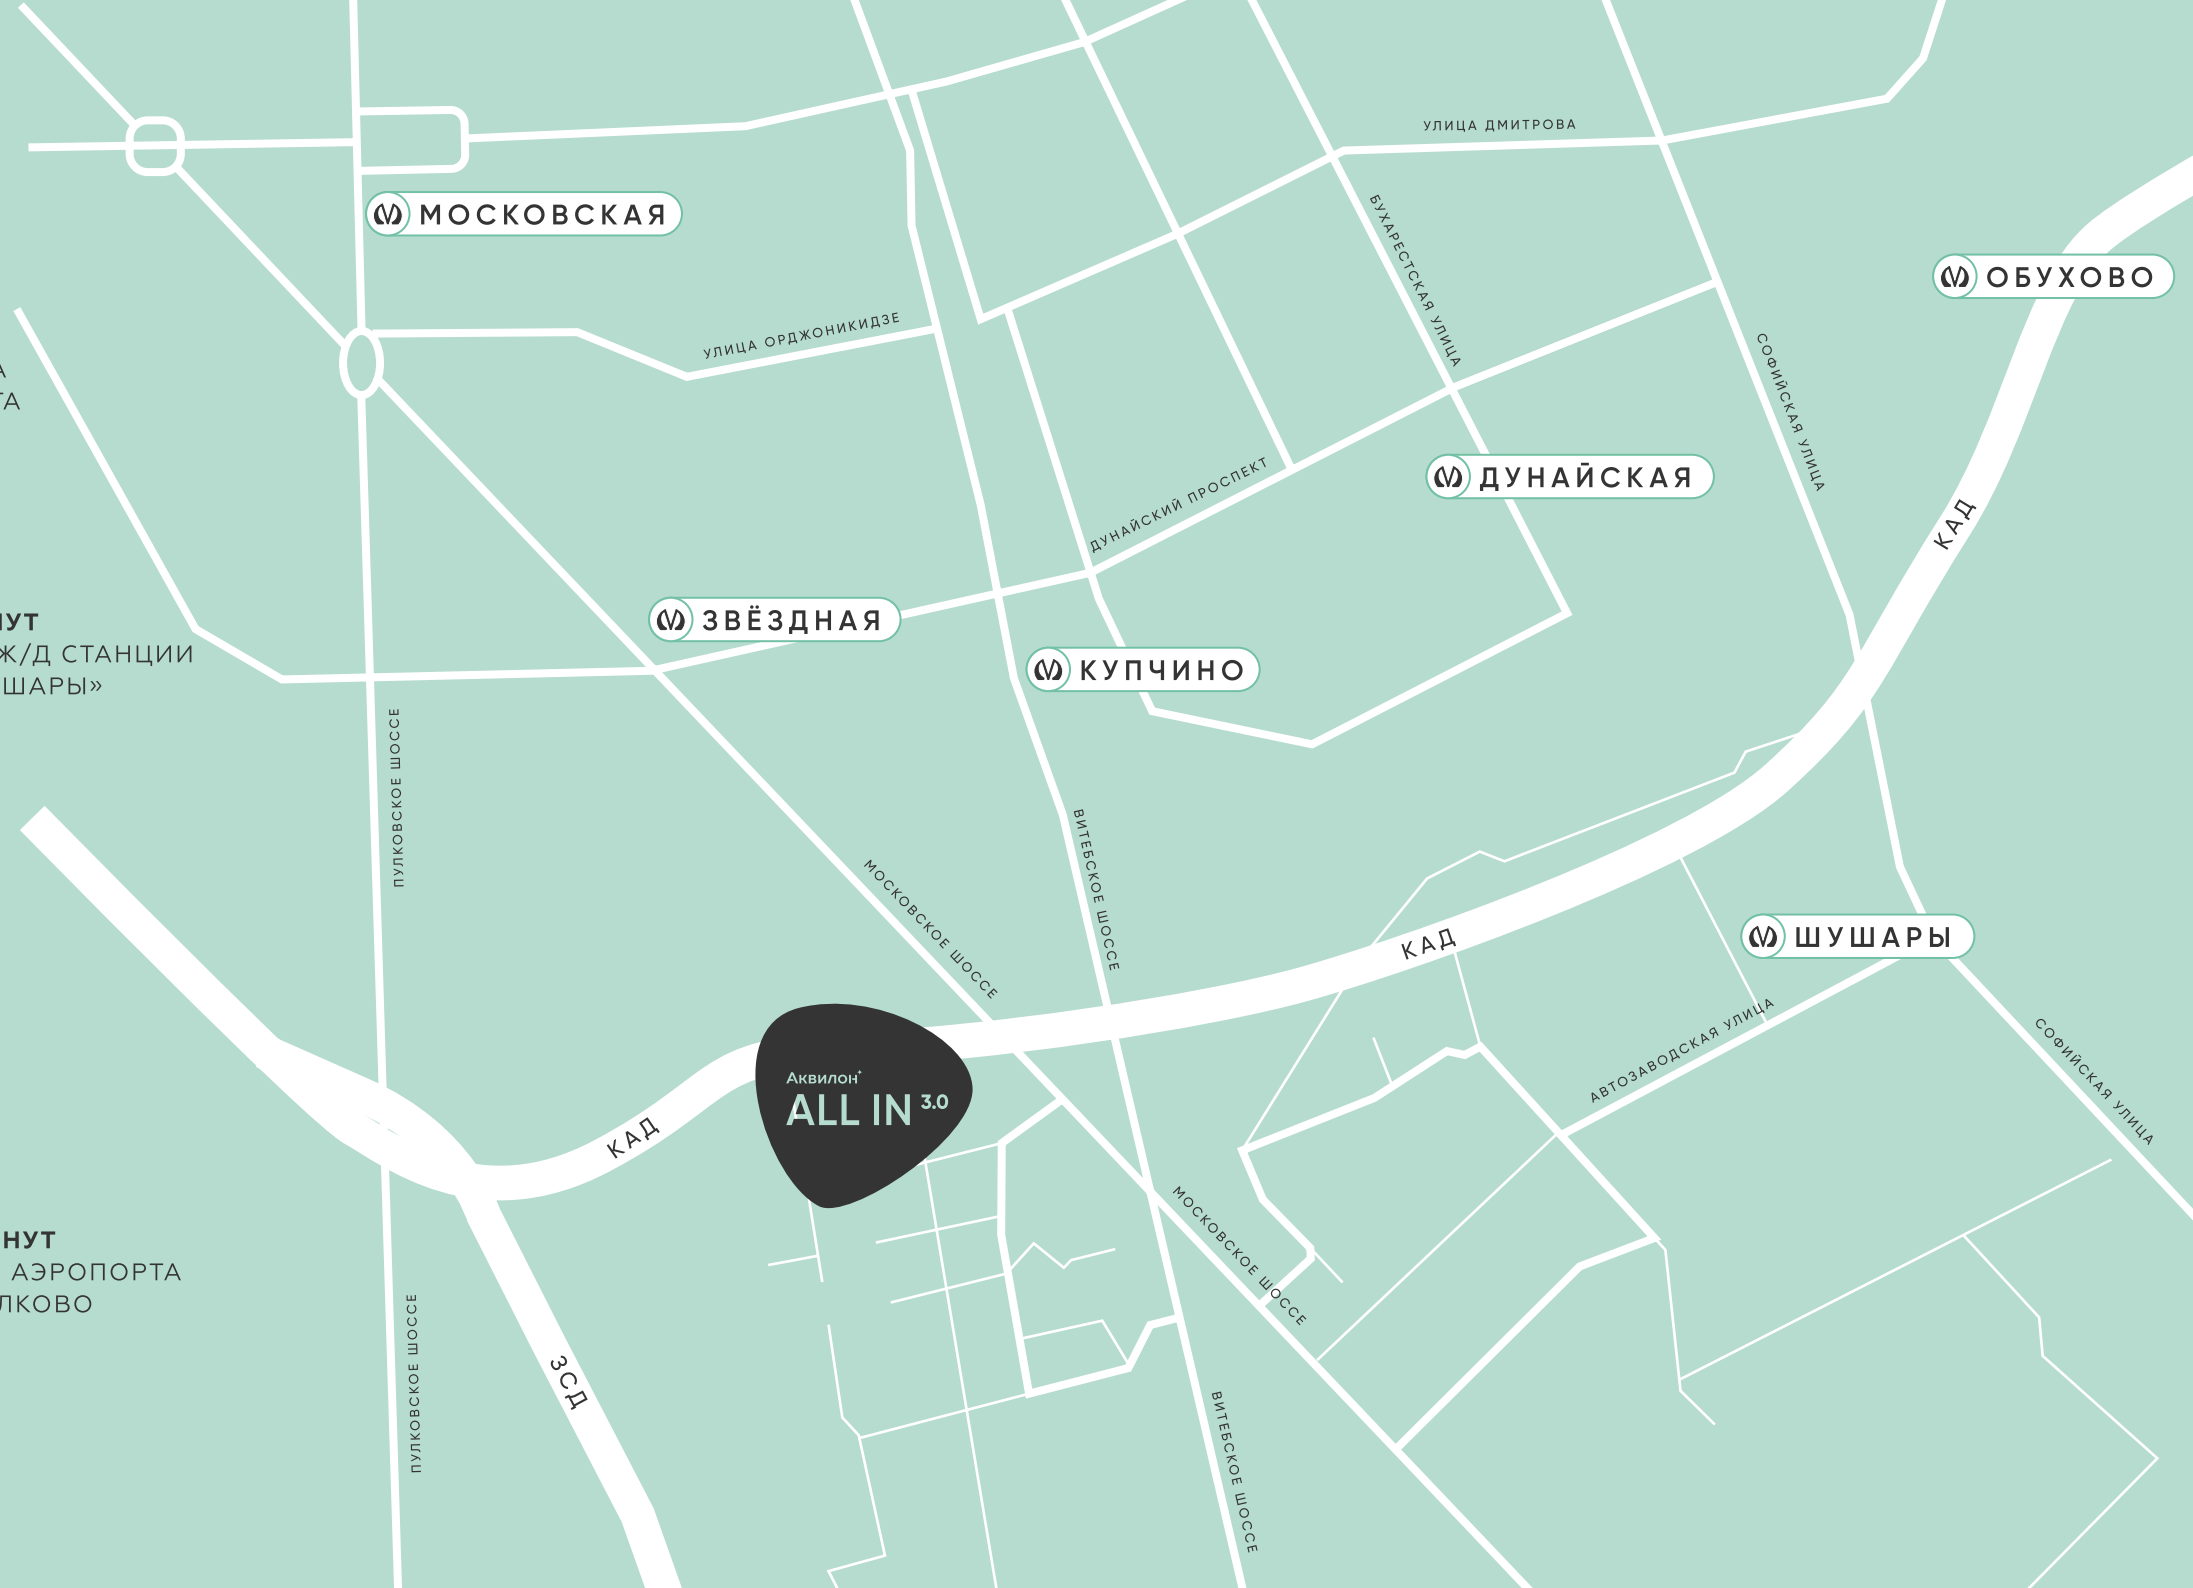 УЛИЦА ДМИТРОВА
МОСКОВСКАЯ
БУХАРЕСТСКАЯ УЛИЦА
ОБУХОВО
УЛИЦА ОРДЖОНИКИДЗЕ
СОФИЙСКАЯ УЛИЦА
ДУНАЙСКИЙ ПРОСПЕКТ
ДУНАЙСКАЯ
КАД
ЗВЁЗДНАЯ
Ж/Д СТАНЦИИ
ШАРЫ»
КУПЧИНО
ПУЛКОВСКОЕ ШОССЕ
МОСКОВСКОЕ ШОССЕ
ВИТЕБСКОЕ ШОССЕ
КАД
ШУШАРЫ
АВТОЗАВОДСКАЯ УЛИЦА
СОФИЙСКАЯ УЛИЦА
Аквилон+
ALL IN 3.0
КАД
МОСКОВСКОЕ ШОССЕ
НУТ
АЭРОПОРТА
ЛКОВО
ПУЛКОВСКОЕ ШОССЕ
ЗСД
ВИТЕБСКОЕ ШОССЕ